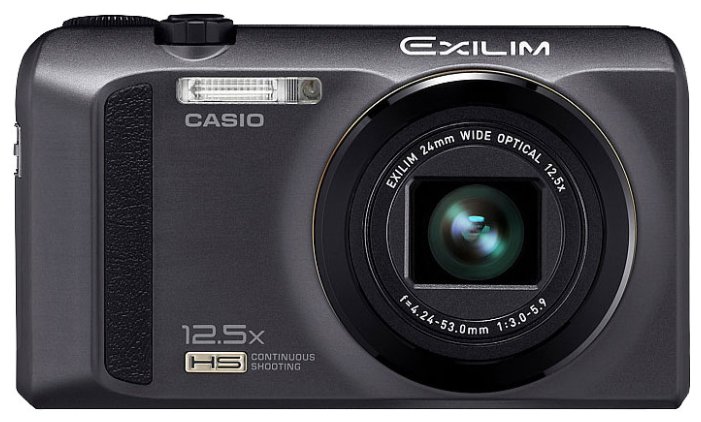 EXILIM
CASIO
EXILIM 24mm WIDE OPTICAL 12.5x
f=4.24-53.0mm 1:3.0-5.9
12.5x
HS CONTINUOUS
SHOOTING